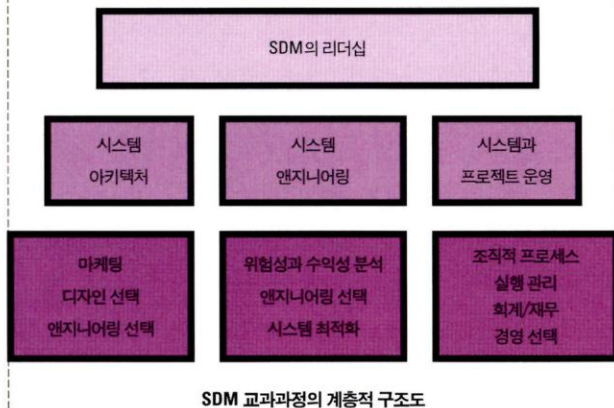 SDM의 리더십
시스템
아키텍처
시스템
앤지니어링
시스템과
프로젝트 운영
마케팅
디자인 선택
앤지니어링 선택
위험성과 수익성 분석
앤지니어링 선택
시스템 최적화
조직적 프로세스
실행 관리
회계/재무
경영 선택
SDM 교과과정의 계층적 구조도